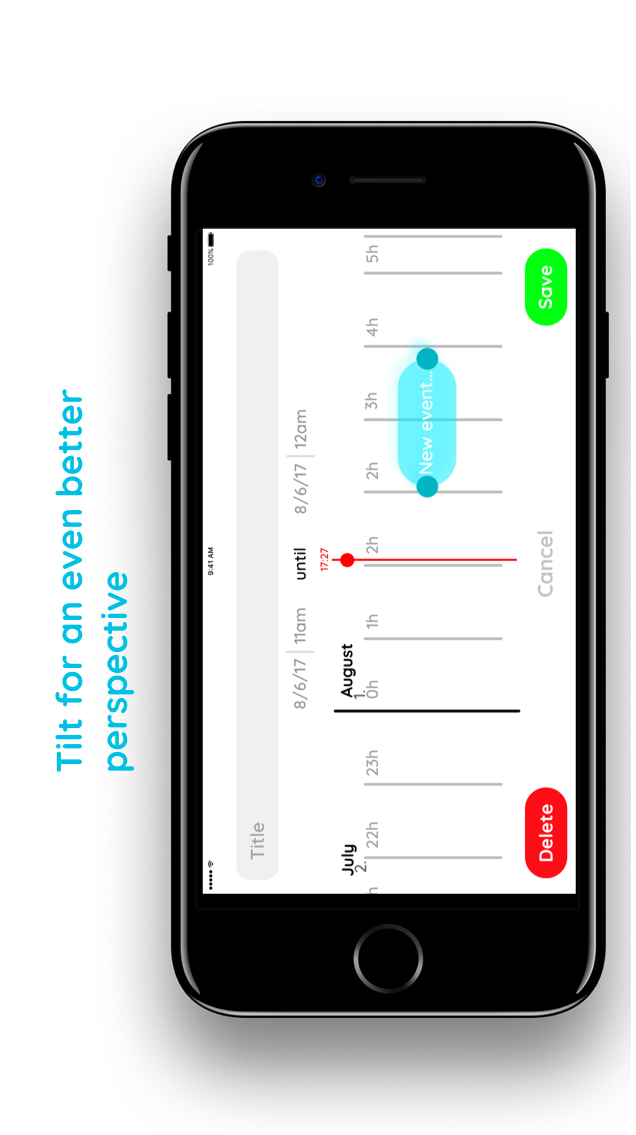 Tilt for an even better
perspective
9:41 AM
100%
Title
8/6/17 | 11am
until
8/6/17 | 12am
17:27
July
2.
August
1.
h
22h
23h
0h
1h
2h
2h
3h
4h
5h
New event...
Delete
Cancel
Save